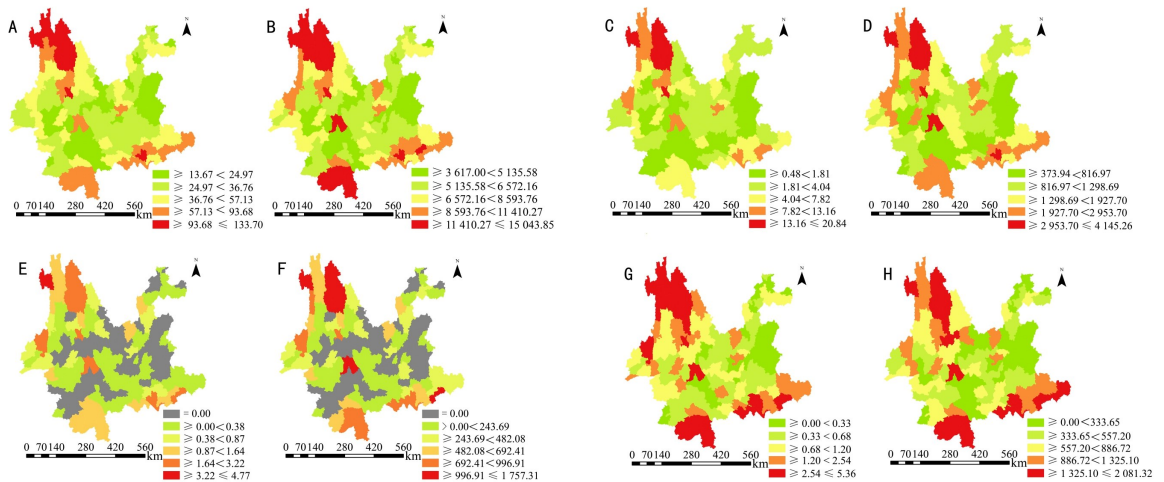 A
N
≥ 13.67 < 24.97
≥ 24.97 < 36.76
≥ 36.76 < 57.13
≥ 57.13 < 93.68
≥ 93.68 ≤ 133.70
0 70 140 280 420 560
km
B
N
≥ 3 617.00 < 5 135.58
≥ 5 135.58 < 6 572.16
≥ 6 572.16 < 8 593.76
≥ 8 593.76 < 11 410.27
≥ 11 410.27 ≤ 15 043.85
0 70 140 280 420 560
km
C
N
≥ 0.48 < 1.81
≥ 1.81 < 4.04
≥ 4.04 < 7.82
≥ 7.82 < 13.16
≥ 13.16 ≤ 20.84
0 70 140 280 420 560
km
D
N
≥ 373.94 < 816.97
≥ 816.97 < 1 298.69
≥ 1 298.69 < 1 927.70
≥ 1 927.70 < 2 953.70
≥ 2 953.70 ≤ 4 145.26
0 70 140 280 420 560
km
E
N
= 0.00
≥ 0.00 < 0.38
≥ 0.38 < 0.87
≥ 0.87 < 1.64
≥ 1.64 < 3.22
≥ 3.22 ≤ 4.77
0 70 140 280 420 560
km
F
N
= 0.00
> 0.00 < 243.69
≥ 243.69 < 482.08
≥ 482.08 < 692.41
≥ 692.41 < 996.91
≥ 996.91 ≤ 1 757.31
0 70 140 280 420 560
km
G
N
≥ 0.00 < 0.33
≥ 0.33 < 0.68
≥ 0.68 < 1.20
≥ 1.20 < 2.54
≥ 2.54 ≤ 5.36
0 70 140 280 420 560
km
H
N
≥ 0.00 < 333.65
≥ 333.65 < 557.20
≥ 557.20 < 886.72
≥ 886.72 < 1 325.10
≥ 1 325.10 ≤ 2 081.32
0 70 140 280 420 560
km